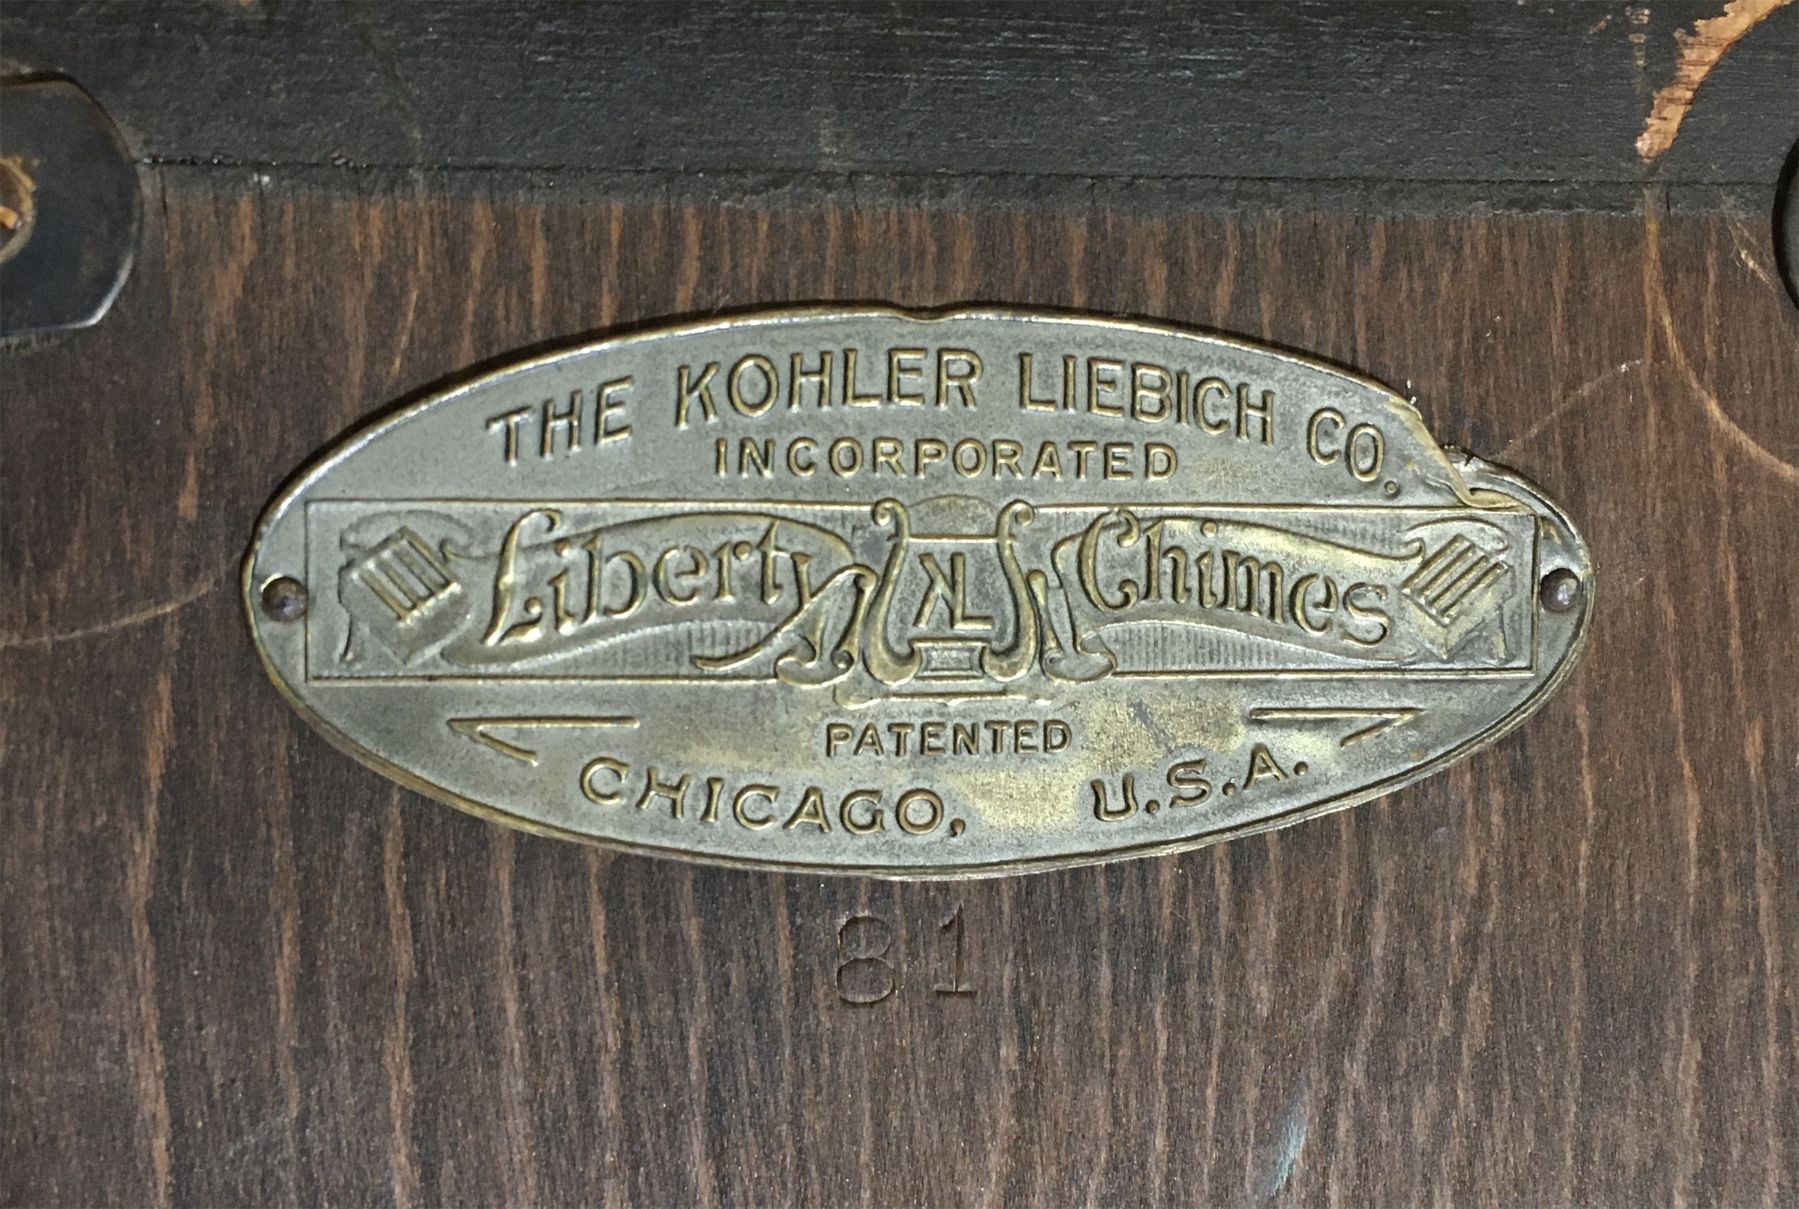 THE KOHLER LIEBICH CO.,
INCORPORATED
Liberty KL Chimes
PATENTED
CHICAGO, U.S.A.
81